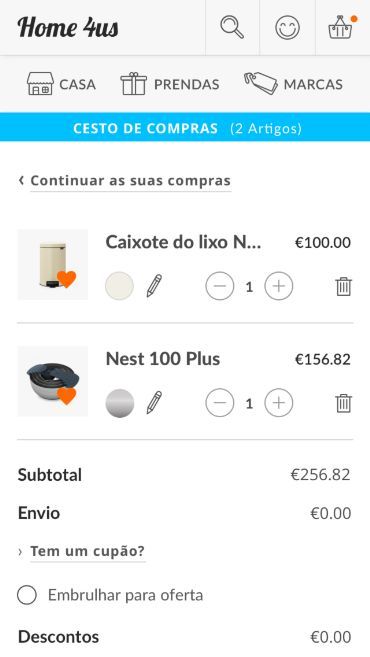 Home 4us
CASA PRENDAS MARCAS
CESTO DE COMPRAS (2 Artigos)
‹ Continuar as suas compras
Caixote do lixo N... €100.00
1
Nest 100 Plus €156.82
1
Subtotal €256.82
Envio €0.00
› Tem um cupão?
Embrulhar para oferta
Descontos €0.00